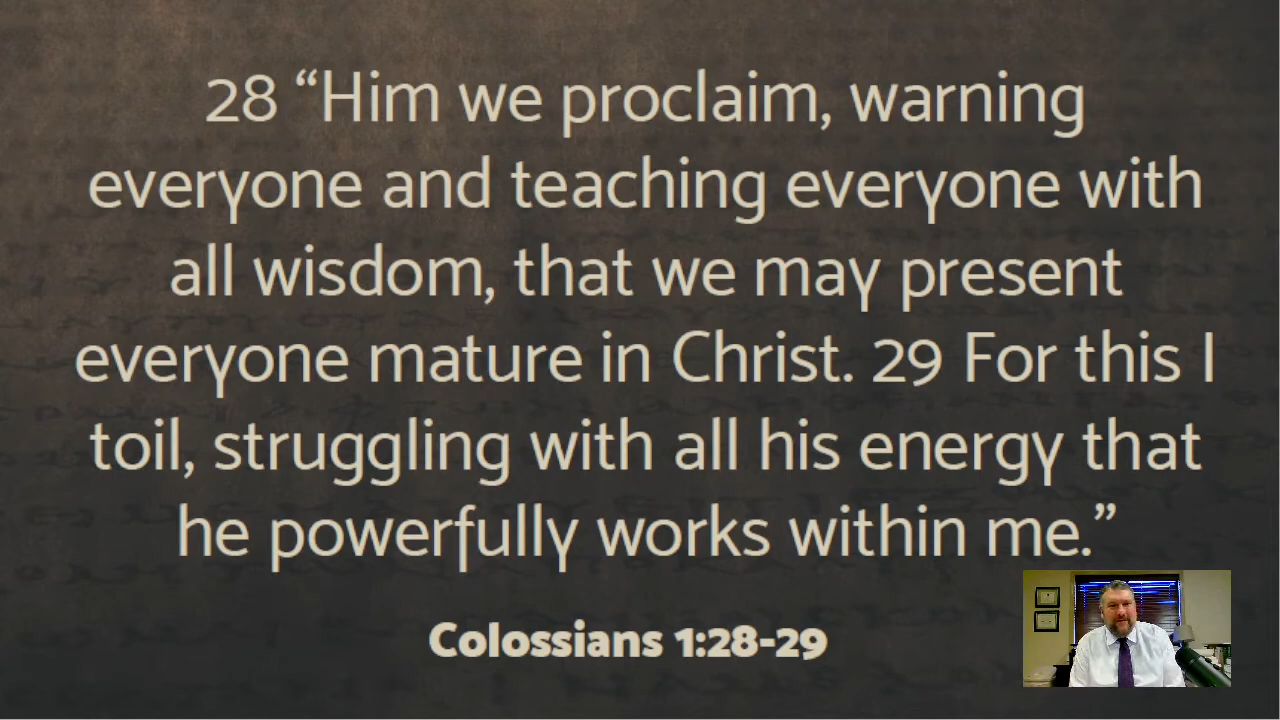 28 “Him we proclaim, warning
everyone and teaching everyone with
all wisdom, that we may present
everyone mature in Christ. 29 For this I
toil, struggling with all his energy that
he powerfully works within me.”
Colossians 1:28-29